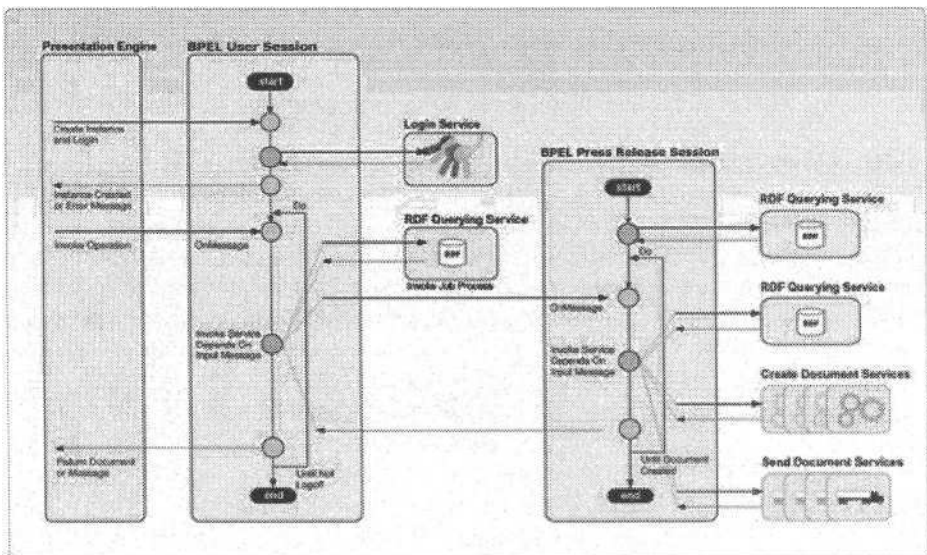 Presentation Engine
BPEL User Session
start
Create Instance
and Login
Login Service
Instance Created
or Error Message
Do
Invoke Operation
OnMessage
RDF Querying Service
RDF
Invoke Job Process
Invoke Service
Depends On
Input Message
Return Document
or Message
Until Not
Logoff
end
BPEL Press Release Session
start
RDF Querying Service
RDF
Do
OnMessage
RDF Querying Service
RDF
Invoke Service
Depends On
Input Message
Create Document Services
Until Document
Created
Send Document Services
end